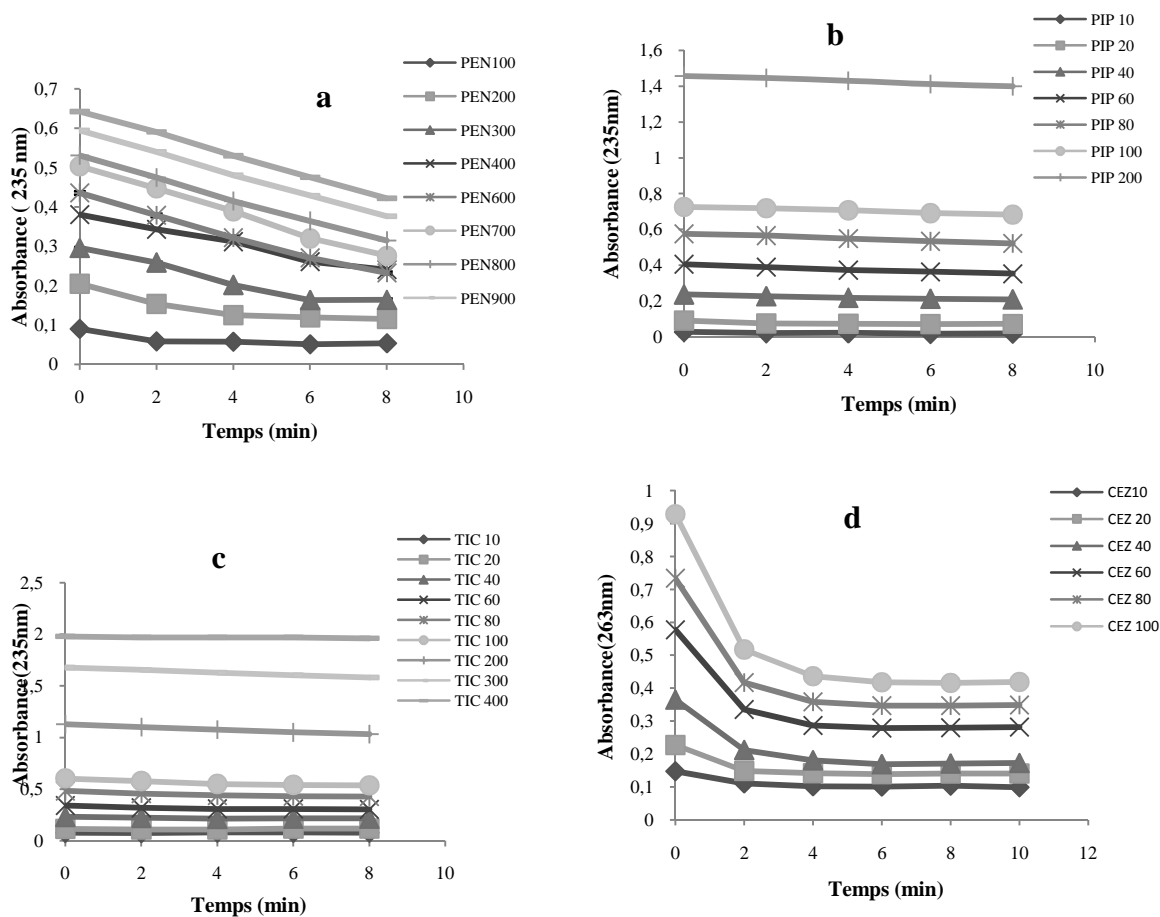 a
PEN100
PEN200
PEN300
PEN400
PEN600
PEN700
PEN800
PEN900
Absorbance ( 235 nm)
0,7
0,6
0,5
0,4
0,3
0,2
0,1
0
0 2 4 6 8 10
Temps (min)
b
PIP 10
PIP 20
PIP 40
PIP 60
PIP 80
PIP 100
PIP 200
Absorbance (235nm)
1,6
1,4
1,2
1
0,8
0,6
0,4
0,2
0
0 2 4 6 8 10
Temps (min)
c
TIC 10
TIC 20
TIC 40
TIC 60
TIC 80
TIC 100
TIC 200
TIC 300
TIC 400
Absorbance(235nm)
2,5
2
1,5
1
0,5
0
0 2 4 6 8 10
Temps (min)
d
CEZ10
CEZ 20
CEZ 40
CEZ 60
CEZ 80
CEZ 100
Absorbance(263nm)
1
0,9
0,8
0,7
0,6
0,5
0,4
0,3
0,2
0,1
0
0 2 4 6 8 10 12
Temps (min)